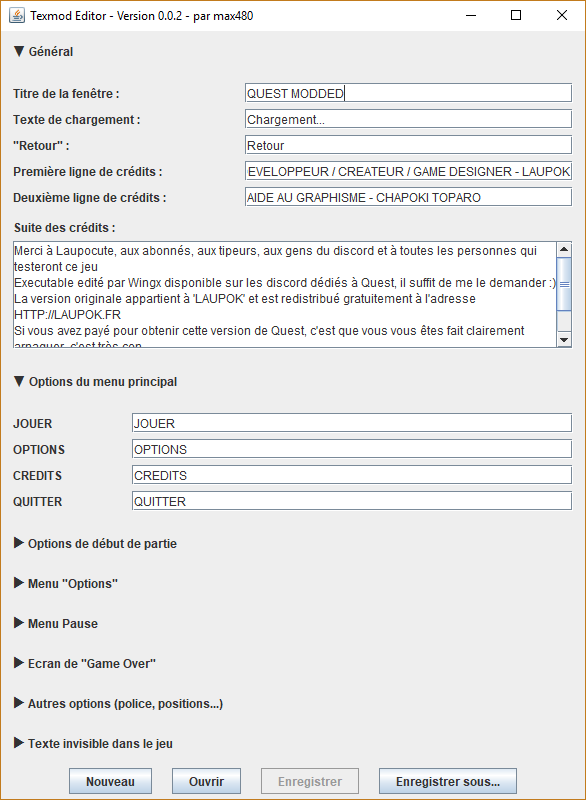 Texmod Editor - Version 0.0.2 - par max480
Général
Titre de la fenêtre : QUEST MODDED
Texte de chargement : Chargement...
"Retour" : Retour
Première ligne de crédits : EVELOPPEUR / CREATEUR / GAME DESIGNER - LAUPOK
Deuxième ligne de crédits : AIDE AU GRAPHISME - CHAPOKI TOPARO
Suite des crédits :
Merci à Laupocute, aux abonnés, aux tipeurs, aux gens du discord et à toutes les personnes qui
testeront ce jeu
Executable edité par Wingx disponible sur les discord dédiés à Quest, il suffit de me le demander :)
La version originale appartient à 'LAUPOK' et est redistribué gratuitement à l'adresse
HTTP://LAUPOK.FR
Si vous avez payé pour obtenir cette version de Quest, c'est que vous vous êtes fait clairement
arnaquer, c'est très con
Options du menu principal
JOUER JOUER
OPTIONS OPTIONS
CREDITS CREDITS
QUITTER QUITTER
Options de début de partie
Menu "Options"
Menu Pause
Ecran de "Game Over"
Autres options (police, positions...)
Texte invisible dans le jeu
Nouveau Ouvrir Enregistrer Enregistrer sous...